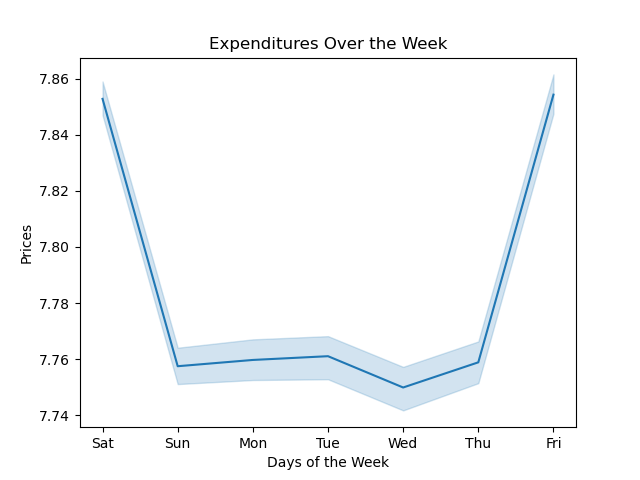 Expenditures Over the Week
7.86
7.84
7.82
7.80
7.78
7.76
7.74
Prices
Sat Sun Mon Tue Wed Thu Fri
Days of the Week